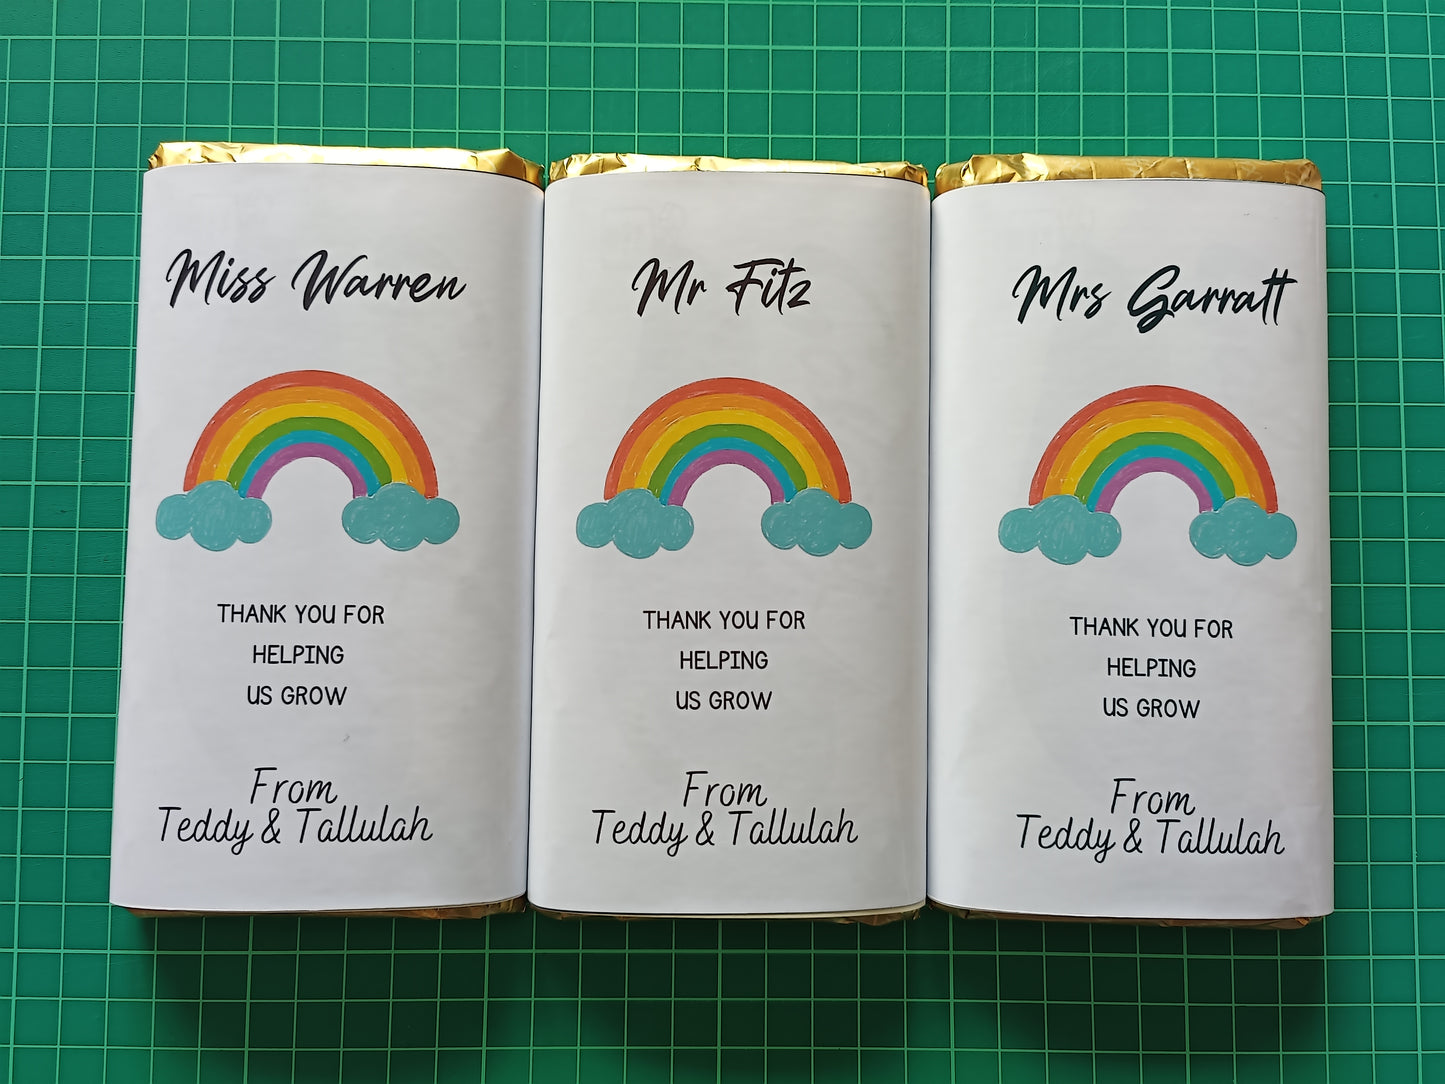 Miss Warren
THANK YOU FOR
HELPING
US GROW
From
Teddy & Tallulah
Mr Fitz
THANK YOU FOR
HELPING
US GROW
From
Teddy & Tallulah
Mrs Garratt
THANK YOU FOR
HELPING
US GROW
From
Teddy & Tallulah